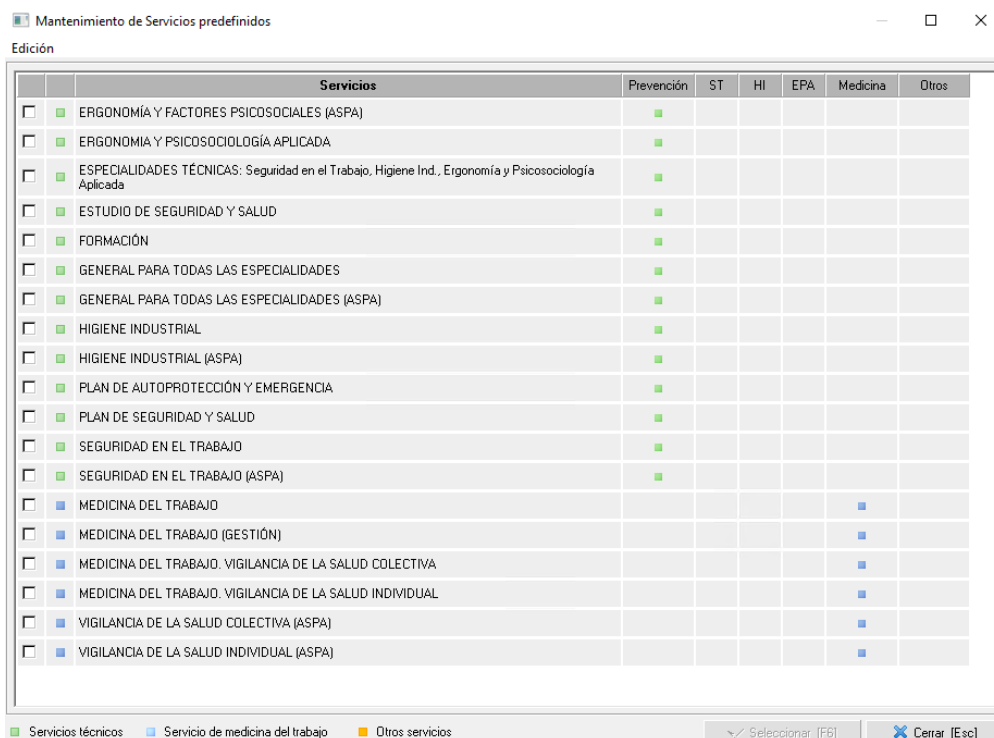 Mantenimiento de Servicios predefinidos
Edición
Servicios Prevención ST HI EPA Medicina Otros
ERGONOMÍA Y FACTORES PSICOSOCIALES (ASPA)
ERGONOMIA Y PSICOSOCIOLOGÍA APLICADA
ESPECIALIDADES TÉCNICAS: Seguridad en el Trabajo, Higiene Ind., Ergonomía y Psicosociología
Aplicada
ESTUDIO DE SEGURIDAD Y SALUD
FORMACIÓN
GENERAL PARA TODAS LAS ESPECIALIDADES
GENERAL PARA TODAS LAS ESPECIALIDADES (ASPA)
HIGIENE INDUSTRIAL
HIGIENE INDUSTRIAL (ASPA)
PLAN DE AUTOPROTECCIÓN Y EMERGENCIA
PLAN DE SEGURIDAD Y SALUD
SEGURIDAD EN EL TRABAJO
SEGURIDAD EN EL TRABAJO (ASPA)
MEDICINA DEL TRABAJO
MEDICINA DEL TRABAJO (GESTIÓN)
MEDICINA DEL TRABAJO. VIGILANCIA DE LA SALUD COLECTIVA
MEDICINA DEL TRABAJO. VIGILANCIA DE LA SALUD INDIVIDUAL
VIGILANCIA DE LA SALUD COLECTIVA (ASPA)
VIGILANCIA DE LA SALUD INDIVIDUAL (ASPA)
Servicios técnicos Servicio de medicina del trabajo Otros servicios Seleccionar [F6] Cerrar [Esc]